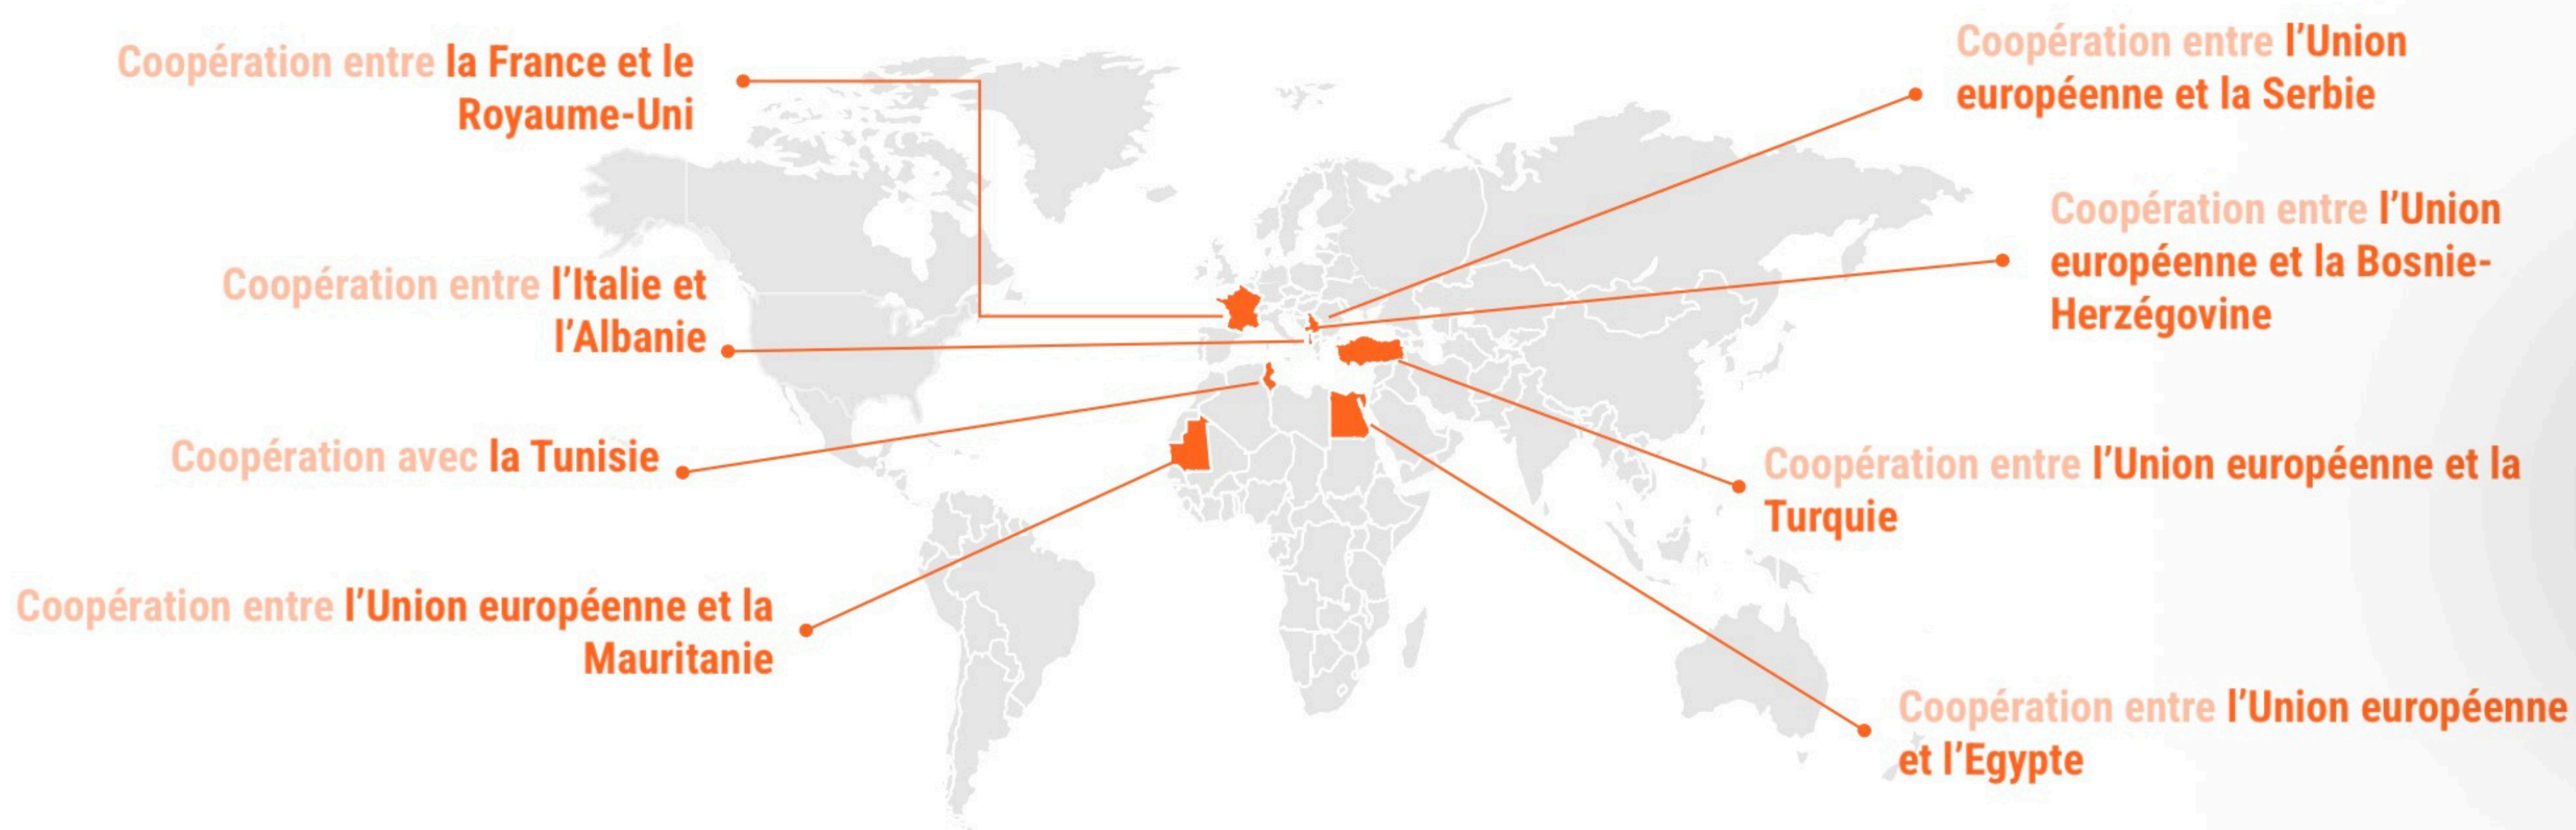 Coopération entre la France et le
Royaume-Uni
Coopération entre l'Italie et
l'Albanie
Coopération avec la Tunisie
Coopération entre l'Union européenne et la
Mauritanie
Coopération entre l'Union
européenne et la Serbie
Coopération entre l'Union
européenne et la Bosnie-
Herzégovine
Coopération entre l'Union européenne et la
Turquie
Coopération entre l'Union européenne
et l'Egypte